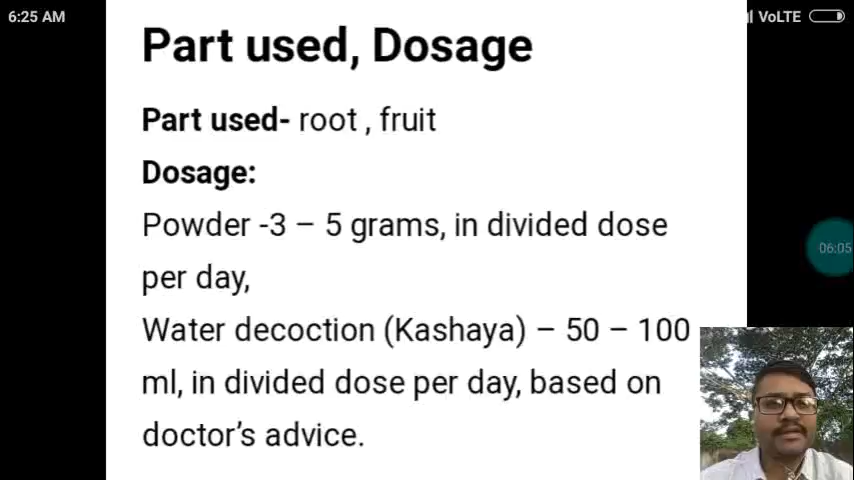 6:25 AM
VoLTE
Part used, Dosage
Part used- root , fruit
Dosage:
Powder -3 – 5 grams, in divided dose
per day,
06:05
Water decoction (Kashaya) – 50 – 100
ml, in divided dose per day, based on
doctor’s advice.